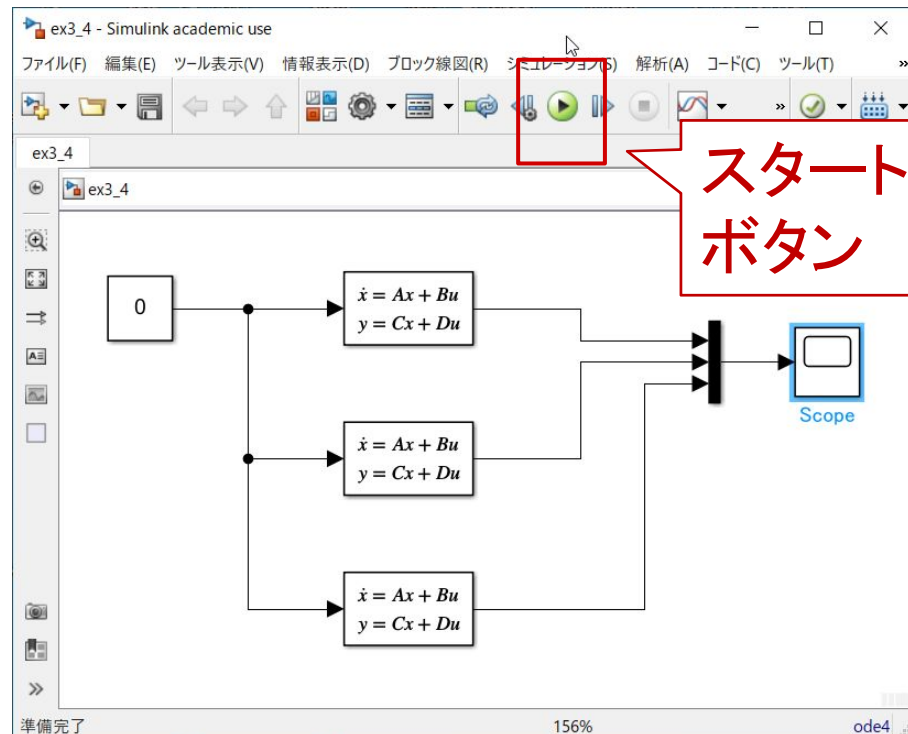 ex3_4 - Simulink academic use
ファイル(F) 編集(E) ツール表示(V) 情報表示(D) ブロック線図(R) シミュレーション(S) 解析(A) コード(C) ツール(T) »
»
ex3_4
ex3_4
スタート
ボタン
0
ẋ = Ax + Bu
y = Cx + Du
ẋ = Ax + Bu
y = Cx + Du
ẋ = Ax + Bu
y = Cx + Du
Scope
A
»
準備完了 156% ode4